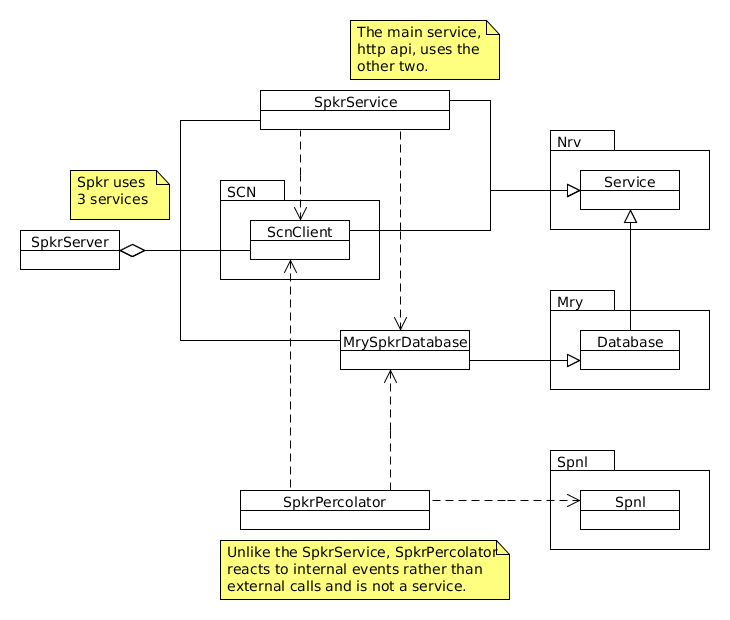 The main service,
http api, uses the
other two.
SpkrService
Nrv
Service
Spkr uses
3 services
SCN
ScnClient
SpkrServer
Mry
MrySpkrDatabase
Database
Spnl
SpkrPercolator
Spnl
Unlike the SpkrService, SpkrPercolator
reacts to internal events rather than
external calls and is not a service.